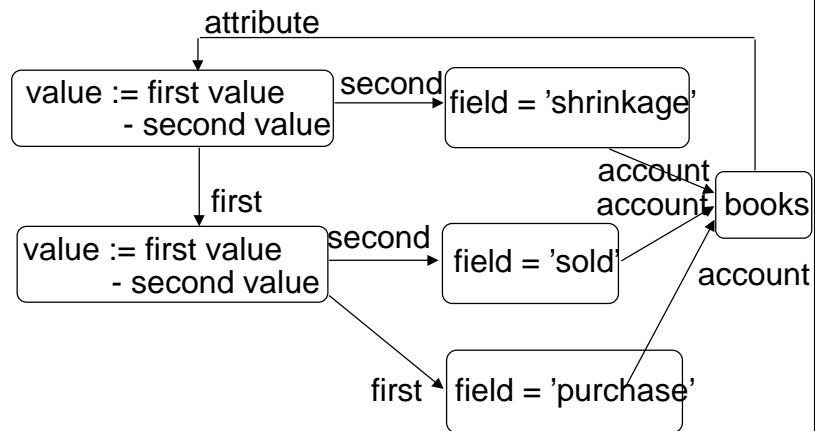 attribute
value := first value
- second value
second
field = ’shrinkage’
account
first
account
books
value := first value
- second value
second
field = ’sold’
account
first
field = ’purchase’